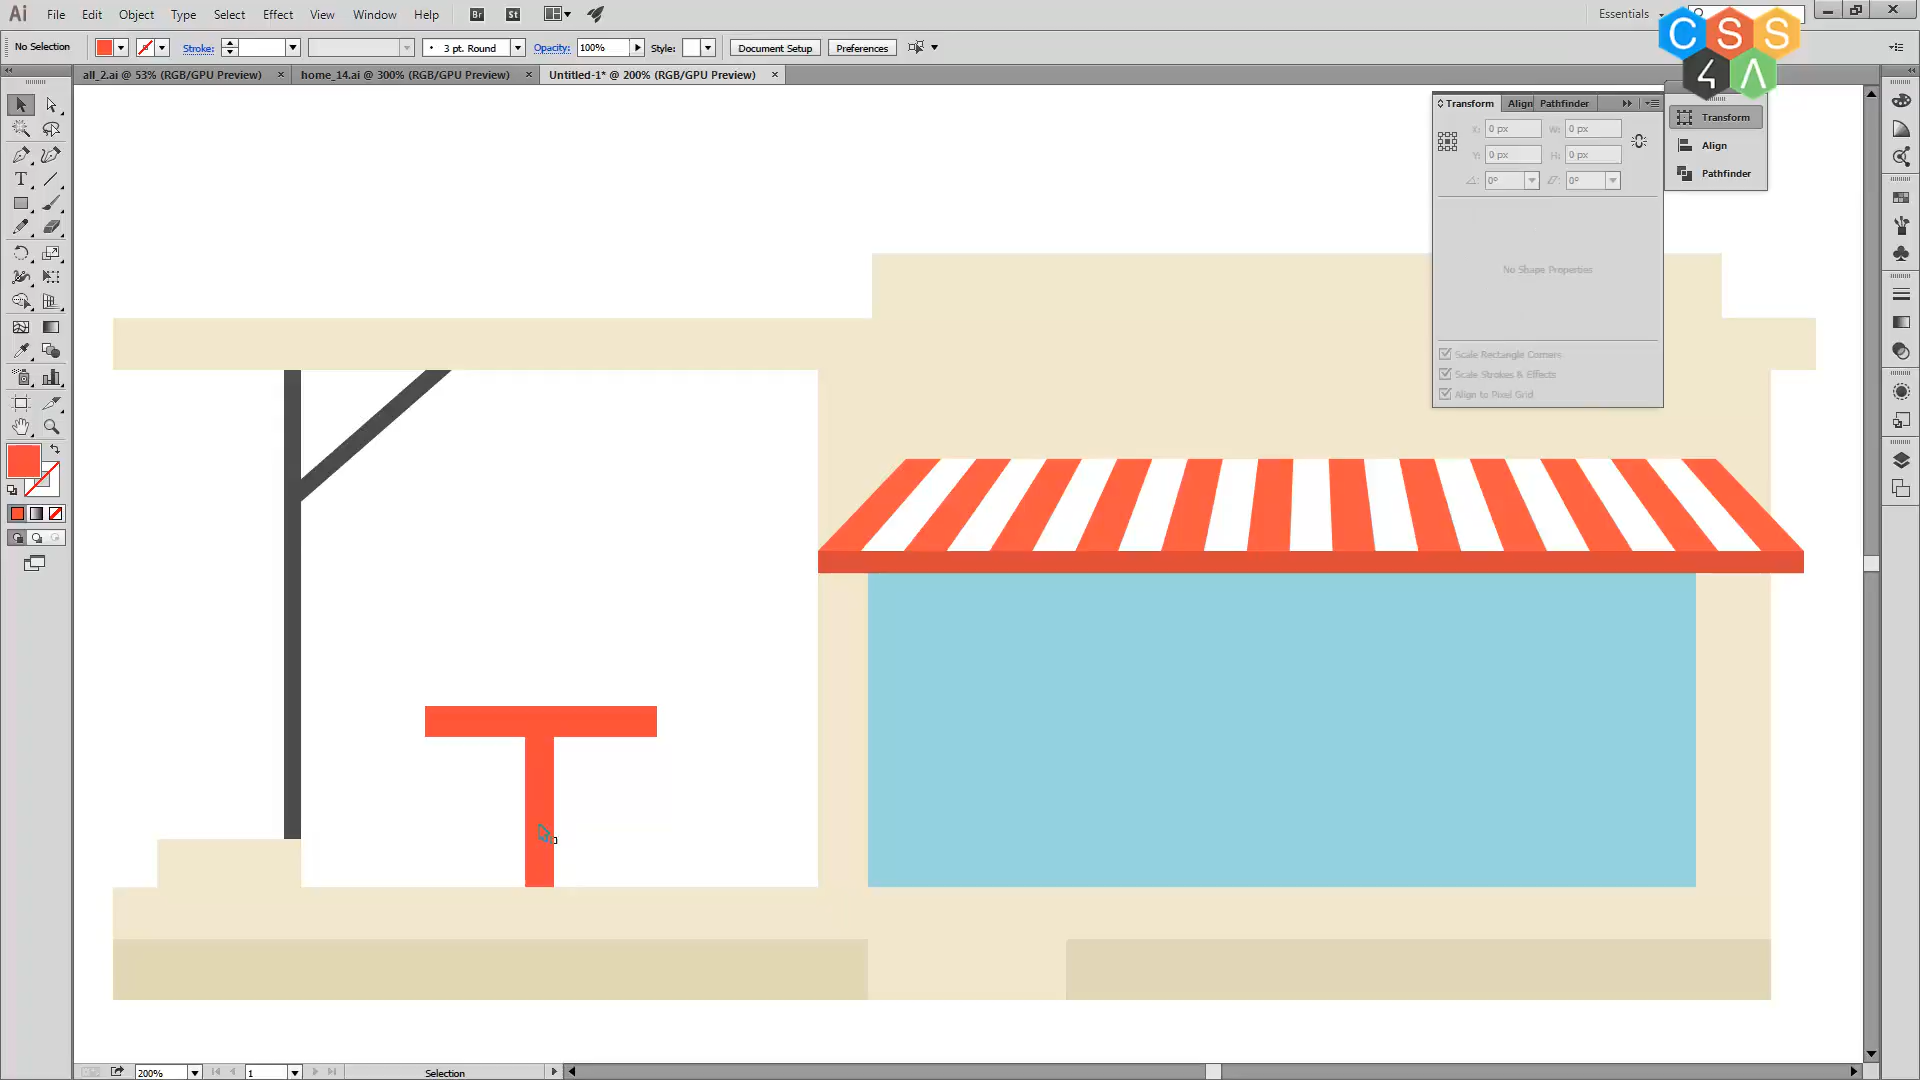 Ai File Edit Object Type Select Effect View Window Help Br St Essentials
No Selection Stroke: 3 pt. Round Opacity: 100% Style: Document Setup Preferences
CSS
4Λ
all_2.ai @ 53% (RGB/GPU Preview) × home_14.ai @ 300% (RGB/GPU Preview) × Untitled-1* @ 200% (RGB/GPU Preview) ×
Transform Align Pathfinder
X: 0 px W: 0 px
Y: 0 px H: 0 px
0° 0°
No Shape Properties
Scale Rectangle Corners
Scale Strokes & Effects
Align to Pixel Grid
Transform
Align
Pathfinder
T
200% 1 Selection